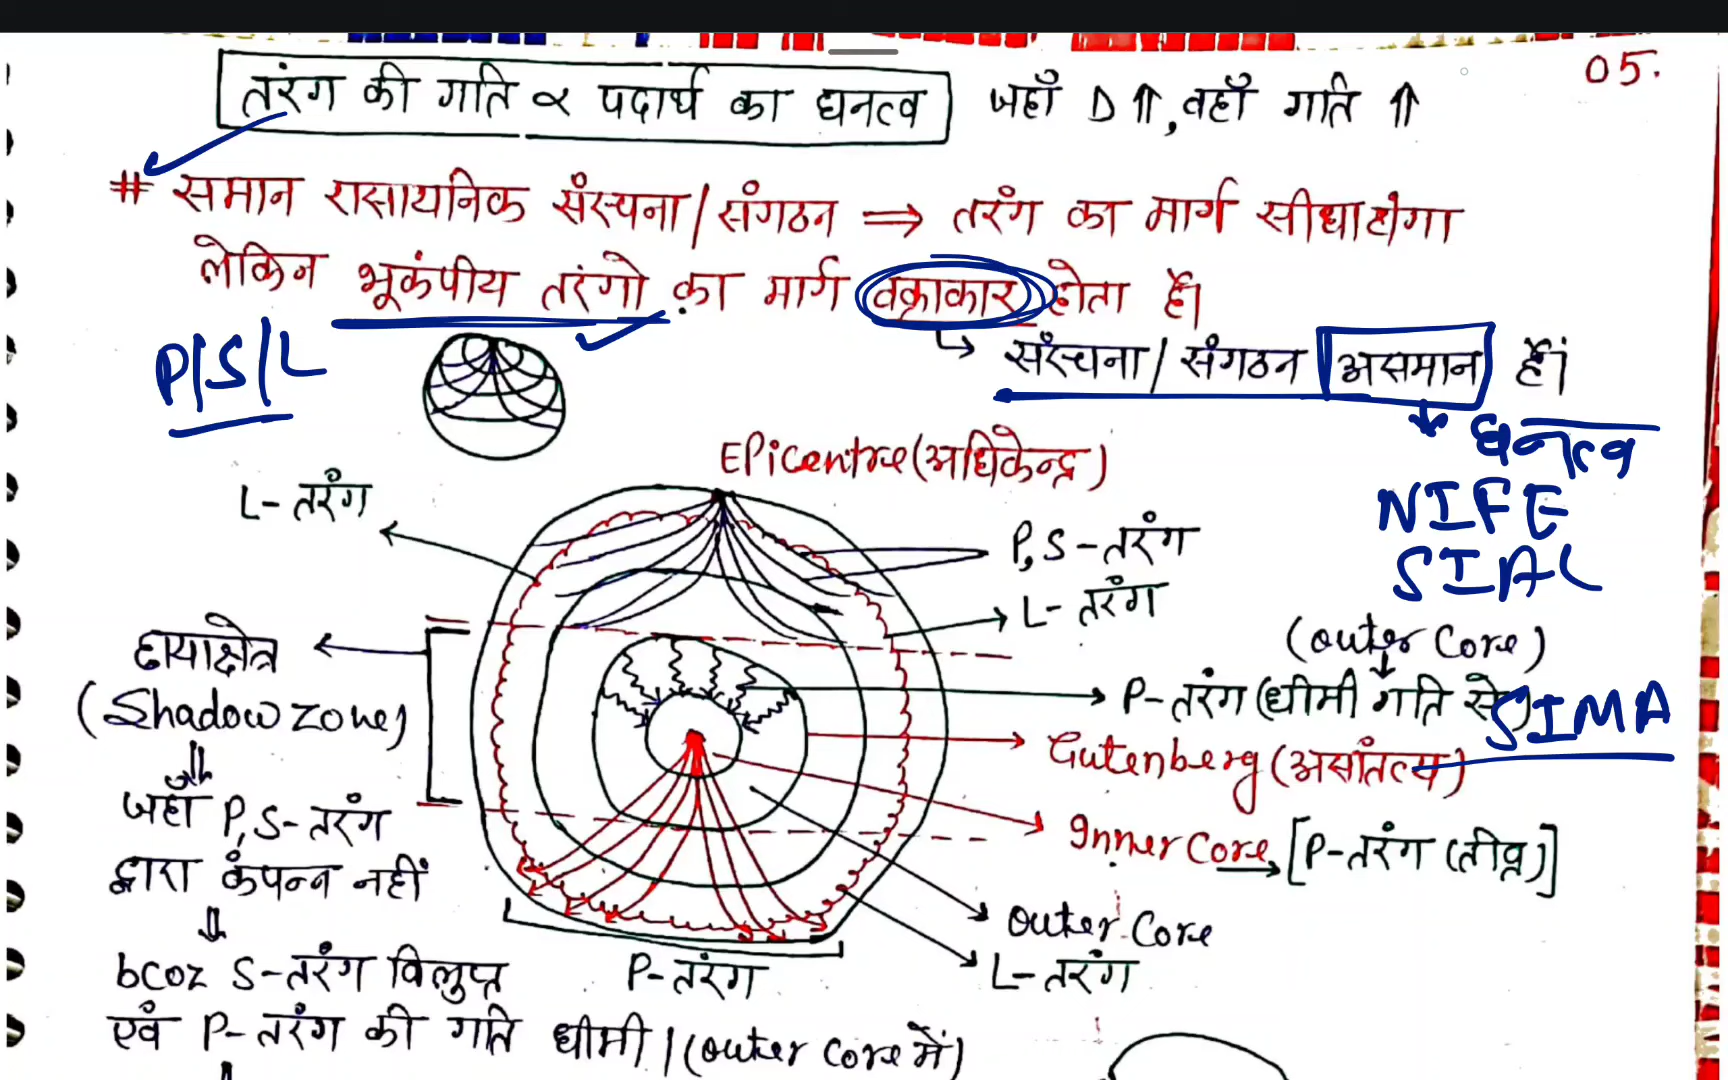 05.
तरंग की गति ∝ पदार्थ का घनत्व जहाँ D ⇑, वहाँ गति ⇑
# समान रासायनिक संरचना/संगठन ⇒ तरंग का मार्ग सीधा होगा
लेकिन भूकंपीय तरंगो का मार्ग वक्राकार होता है।
P/S/L
↳ संरचना/संगठन असमान हैं।
घनत्व
NIFE
SIAL
SIMA
Epicentre (अधिकेन्द्र)
L- तरंग
P,S - तरंग
L- तरंग
छायाक्षेत्र
(Shadow zone)
(outer core)
P-तरंग (धीमी गति से)
Gutenberg (असांतत्य)
जहाँ P, S-तरंग
द्वारा कंपन्न नहीं
Inner Core → [P-तरंग (तीव्र)]
outer Core
L- तरंग
P-तरंग
bcoz S-तरंग विलुप्त
एवं P- तरंग की गति धीमी। (outer core में)